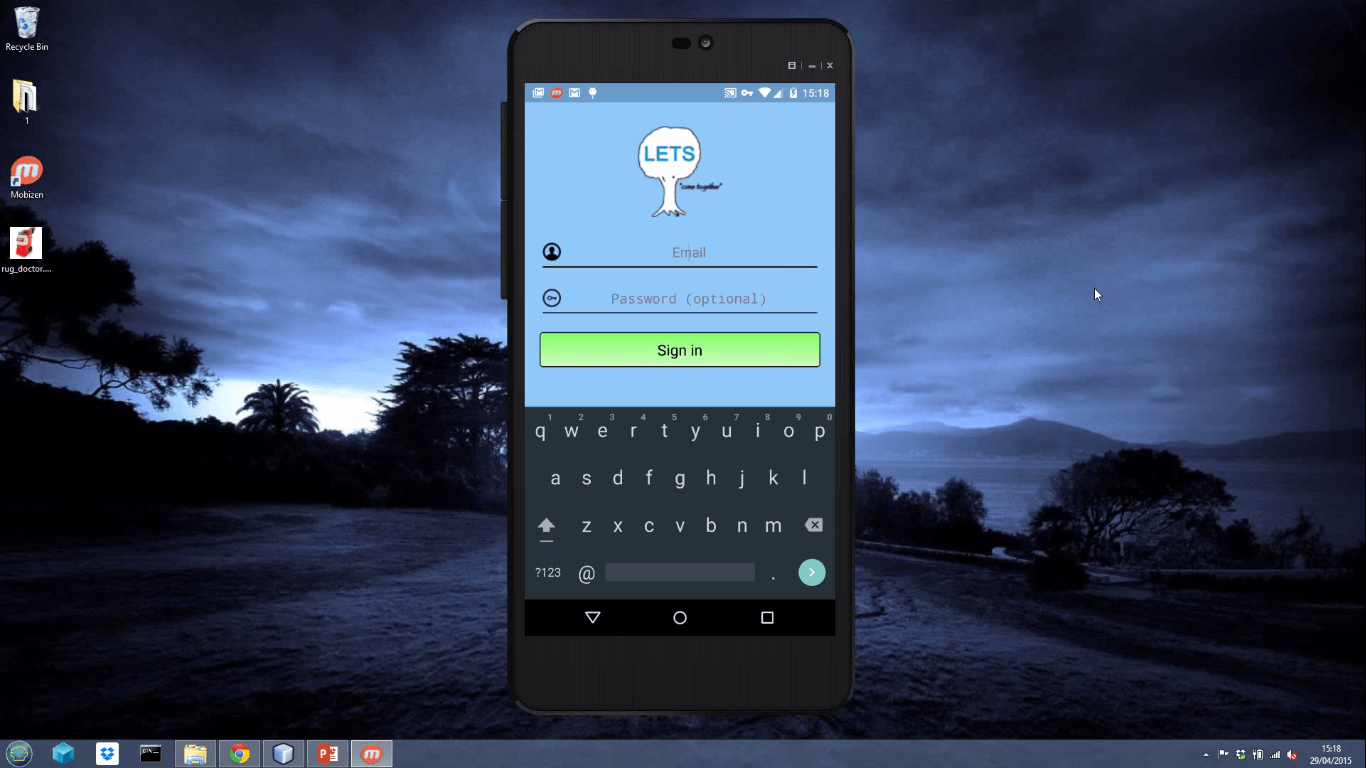 Recycle Bin
1
Mobizen
rug_doctor....
15:18
LETS
"come together"
Email
Password (optional)
Sign in
1 2 3 4 5 6 7 8 9 0
q w e r t y u i o p
a s d f g h j k l
z x c v b n m
?123 @ .
15:18
29/04/2015